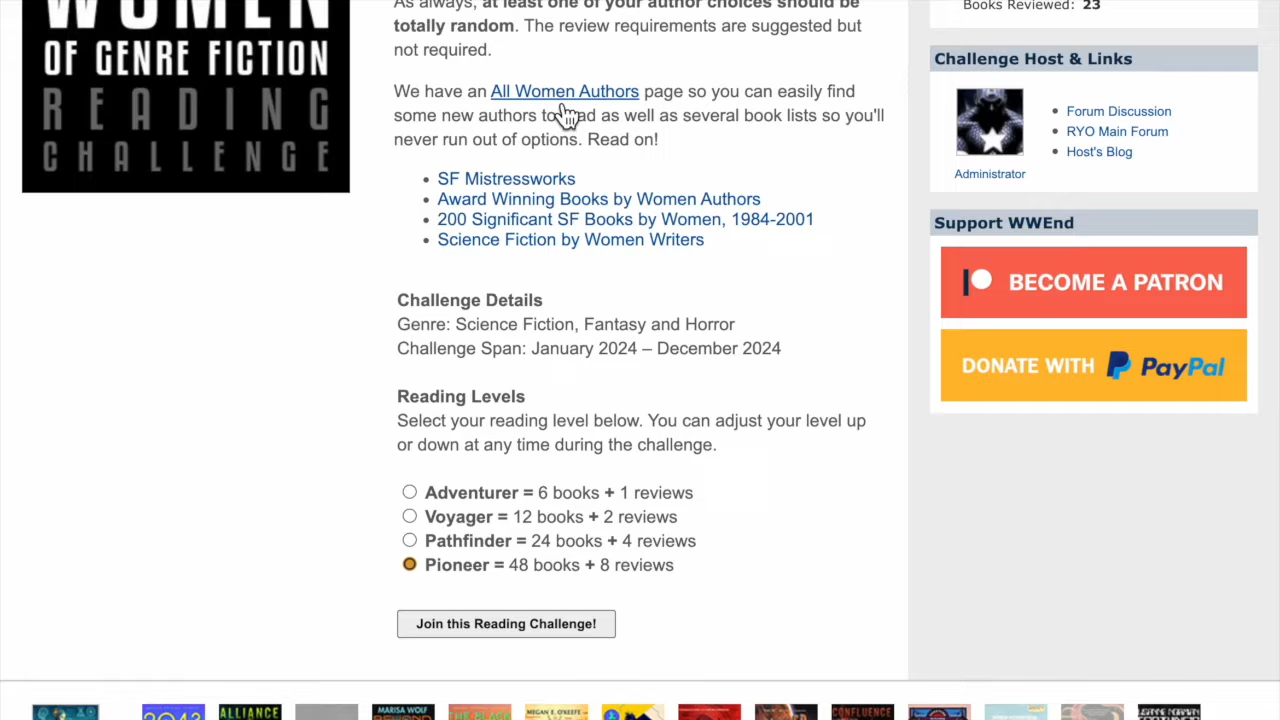 WOMEN
OF GENRE FICTION
READING
CHALLENGE
As always, at least one of your author choices should be
totally random. The review requirements are suggested but
not required.
We have an All Women Authors page so you can easily find
some new authors to read as well as several book lists so you'll
never run out of options. Read on!
SF Mistressworks
Award Winning Books by Women Authors
200 Significant SF Books by Women, 1984-2001
Science Fiction by Women Writers
Challenge Details
Genre: Science Fiction, Fantasy and Horror
Challenge Span: January 2024 – December 2024
Reading Levels
Select your reading level below. You can adjust your level up
or down at any time during the challenge.
Adventurer = 6 books + 1 reviews
Voyager = 12 books + 2 reviews
Pathfinder = 24 books + 4 reviews
Pioneer = 48 books + 8 reviews
Join this Reading Challenge!
Books Reviewed: 23
Challenge Host & Links
Forum Discussion
RYO Main Forum
Host's Blog
Administrator
Support WWEnd
BECOME A PATRON
DONATE WITH PayPal
2043
ALLIANCE
MARISA WOLF
BEYOND
THE BLACK
MEGAN E. O'KEEFE
CONFLUENCE